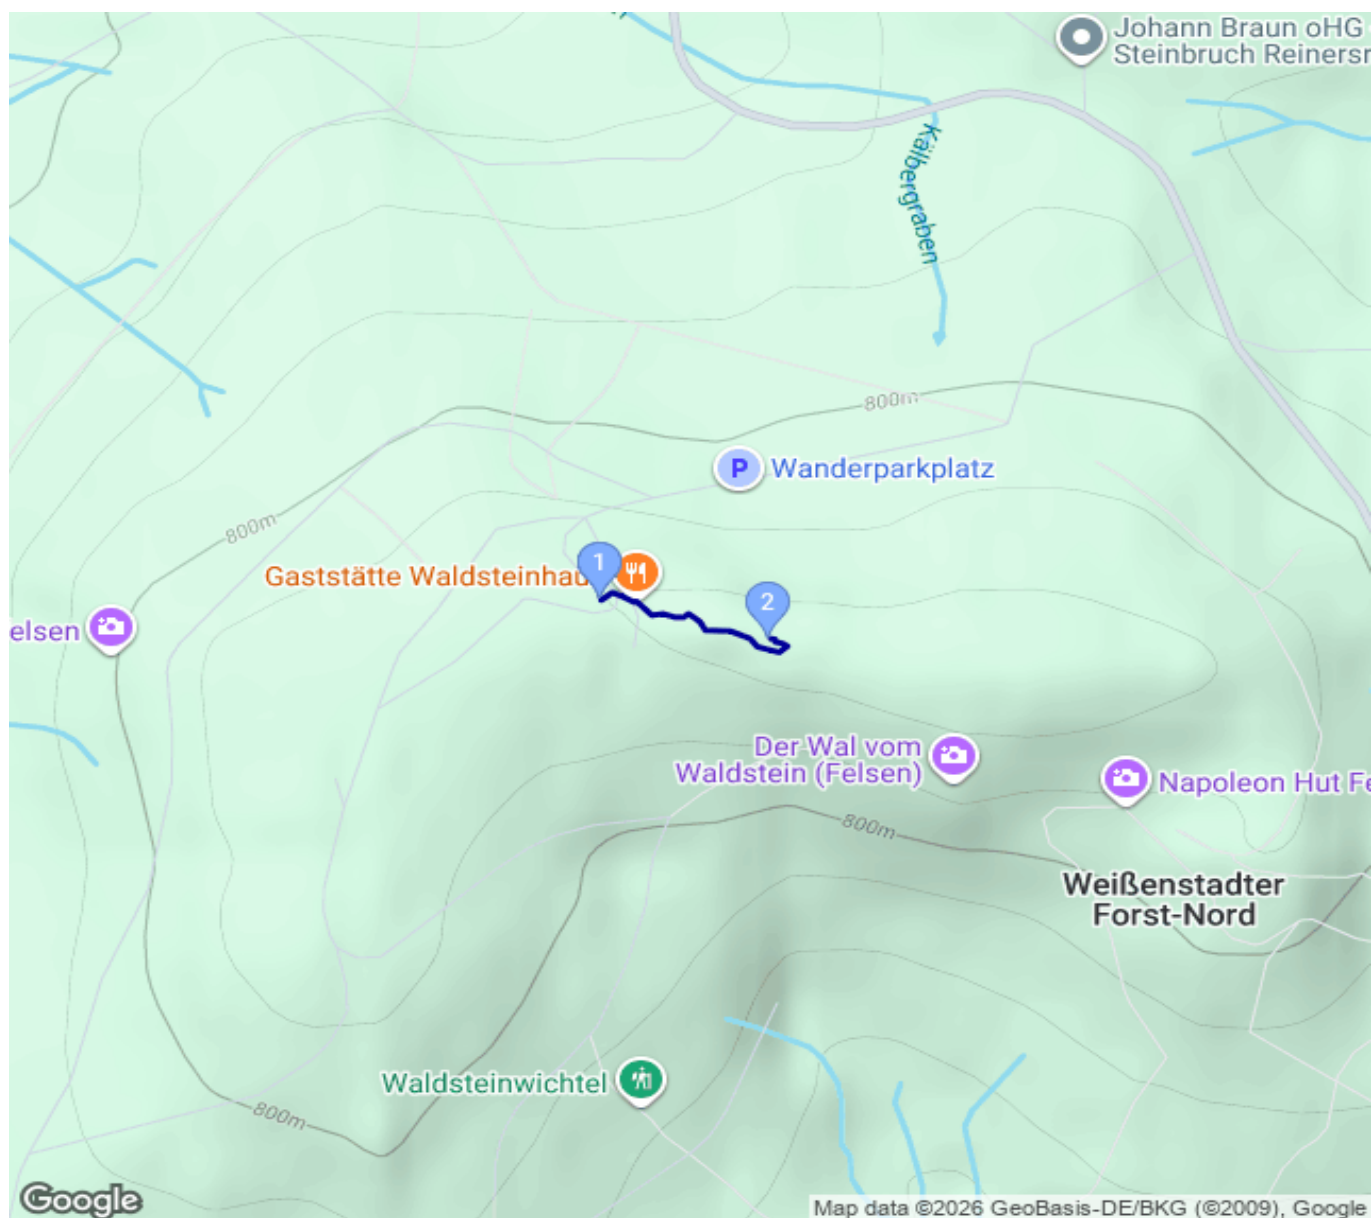 Johann Braun oHG
Steinbruch Reinersr
Kälbergraben
800m
Wanderparkplatz
800m
1
Gaststätte Waldsteinhau
2
elsen
Der Wal vom
Waldstein (Felsen)
Napoleon Hut Fe
800m
Weißenstadter
Forst-Nord
Waldsteinwichtel
800m
Google
Map data ©2026 GeoBasis-DE/BKG (©2009), Google